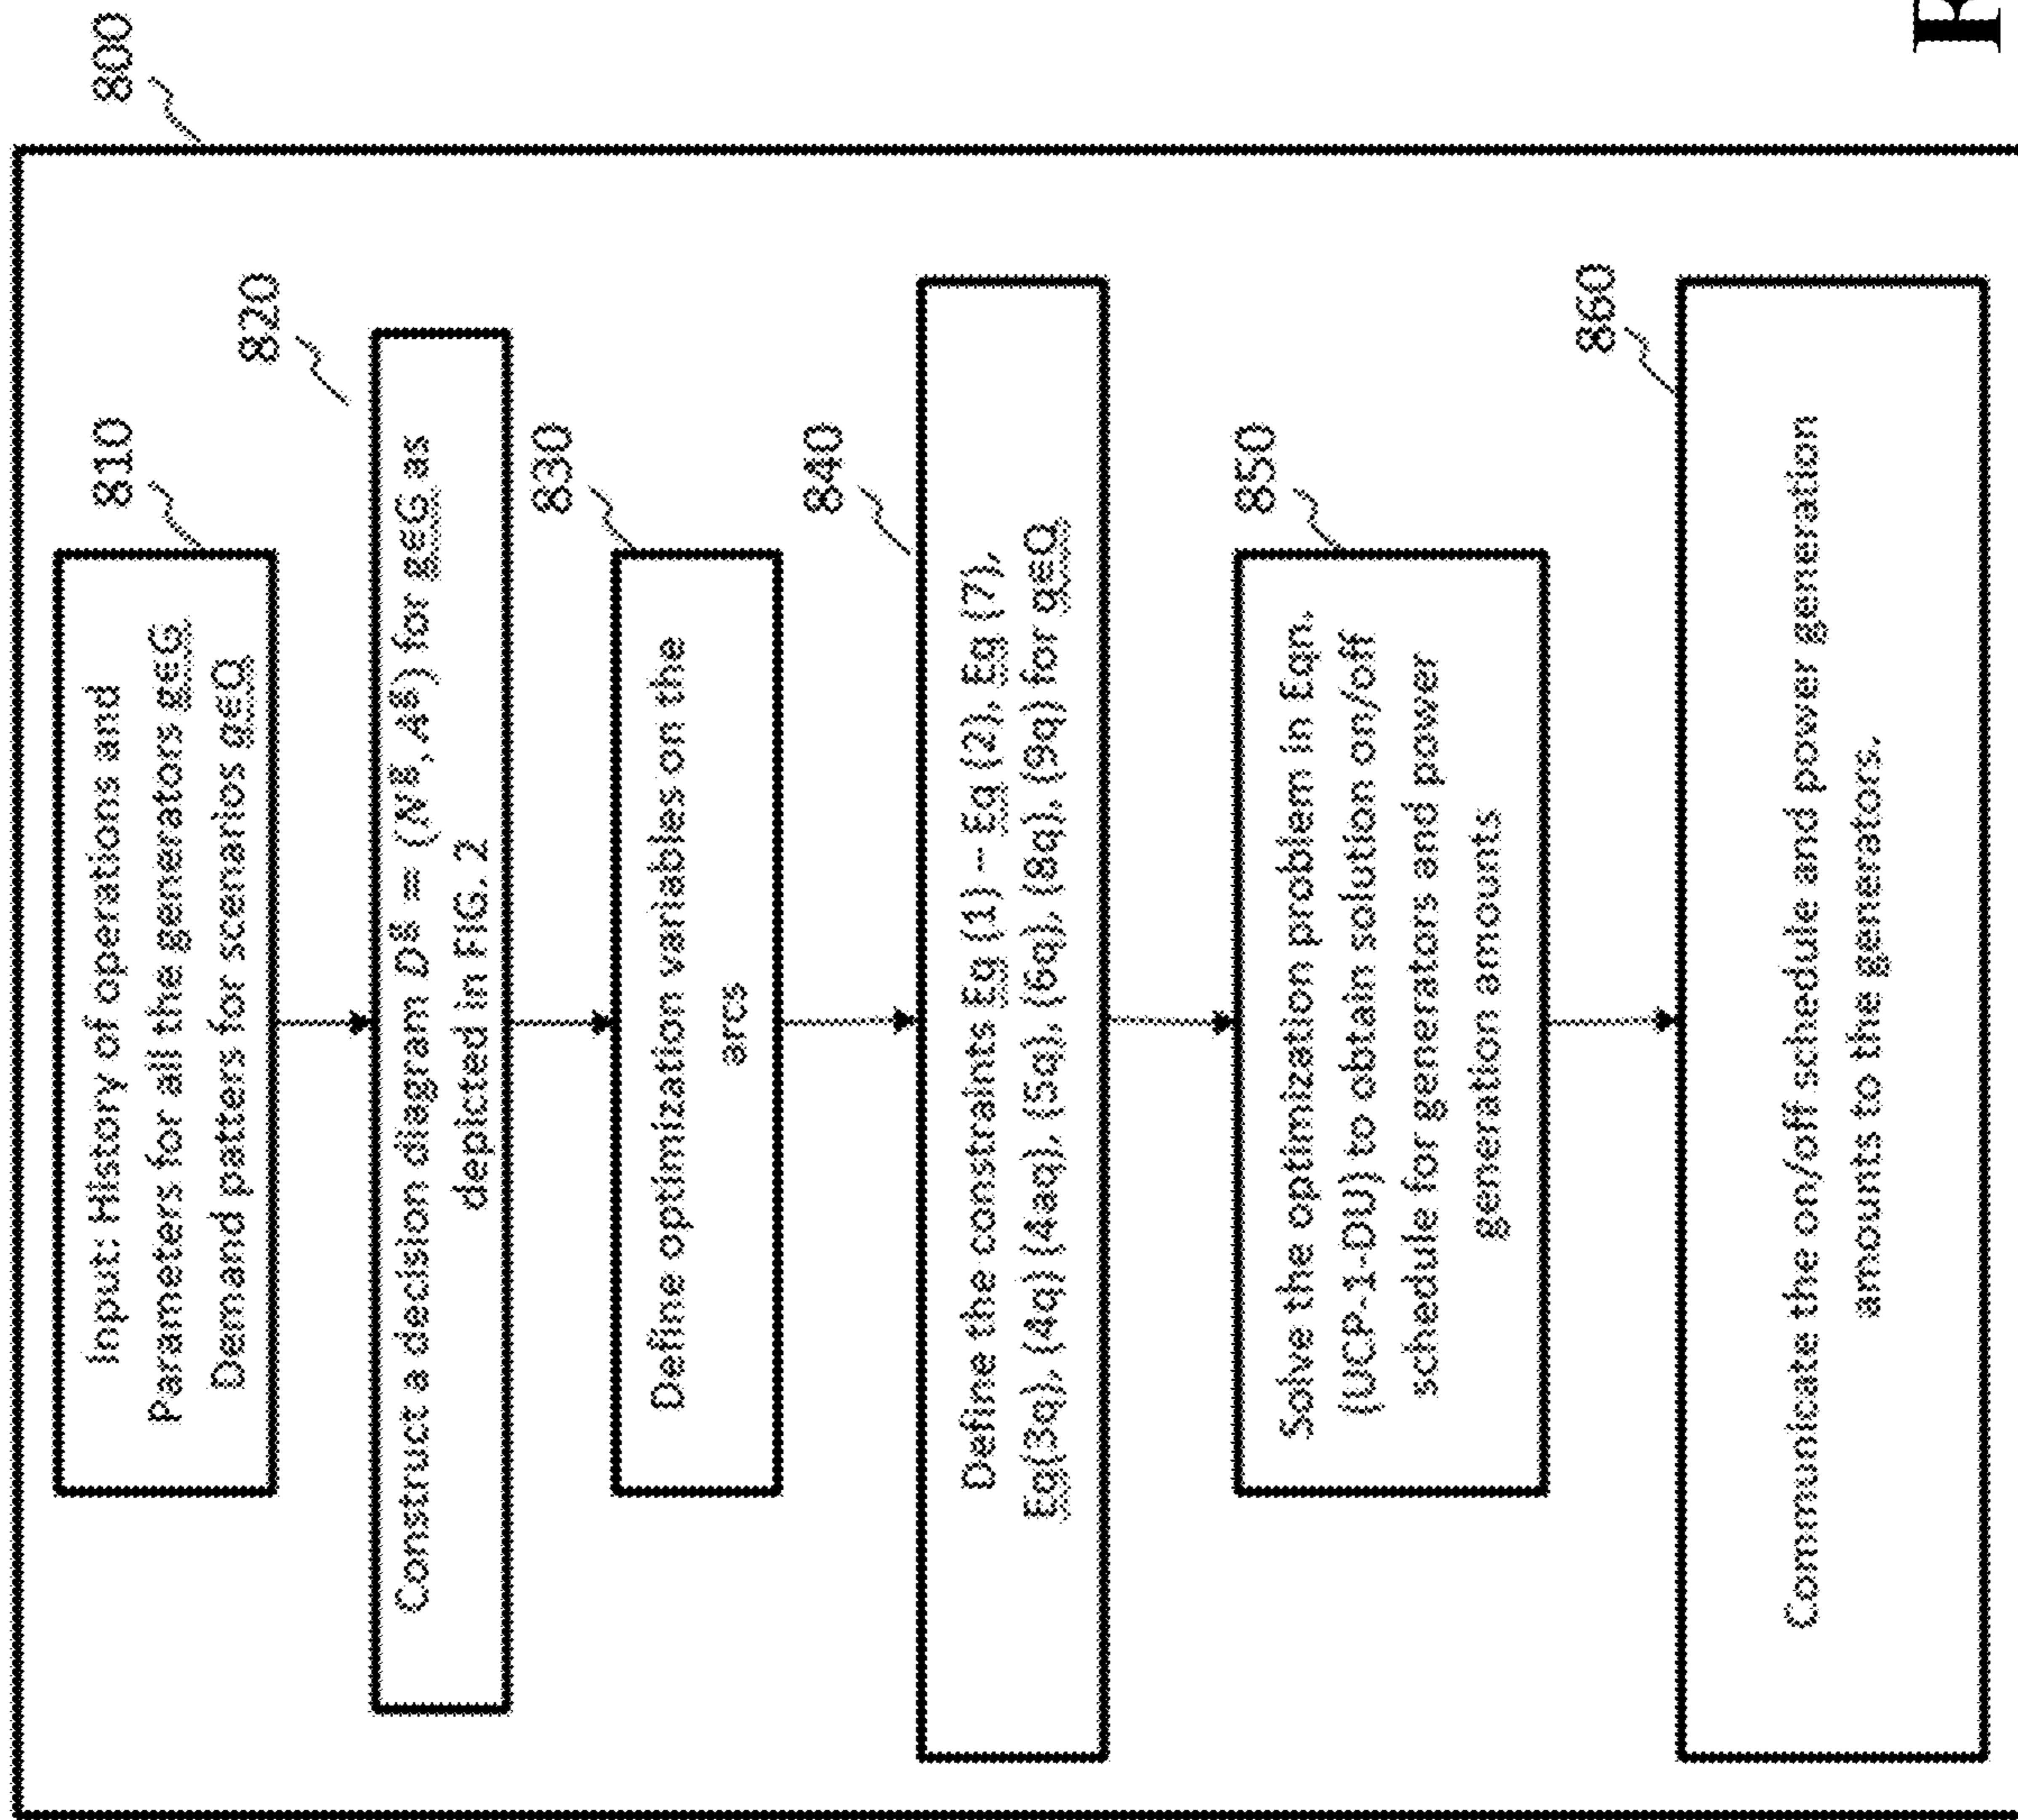 800
810
Input: History of operations and
Parameters for all the generators g∈G.
Demand patters for scenarios q∈Q
820
Construct a decision diagram Dᵍ = (Nᵍ, Aᵍ) for g∈G as
depicted in FIG. 2
830
Define optimization variables on the
arcs
840
Define the constraints Eq (1) – Eq (2), Eq (7),
Eq(3q), (4q) (4aq), (5q), (6q), (8q), (9q) for q∈Q
850
Solve the optimization problem in Eqn.
(UCP-1-DU) to obtain solution on/off
schedule for generators and power
generation amounts
860
Communicate the on/off schedule and power generation
amounts to the generators.